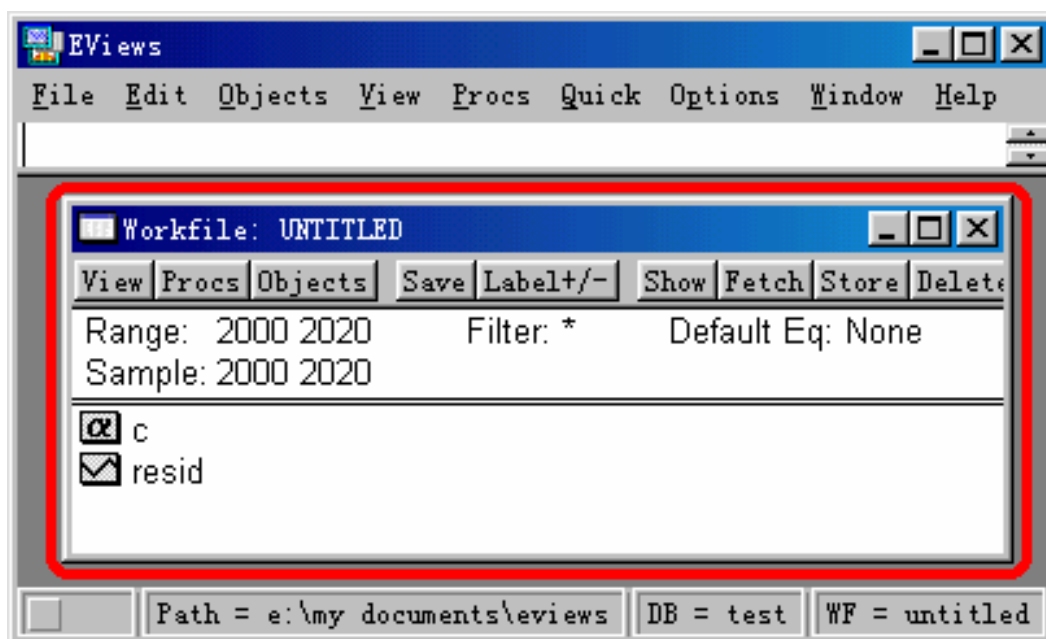 EViews
File Edit Objects View Procs Quick Options Window Help
Workfile: UNTITLED
View Procs Objects Save Label+/- Show Fetch Store Delete
Range: 2000 2020 Filter: * Default Eq: None
Sample: 2000 2020
α c
resid
Path = e:\my documents\eviews DB = test WF = untitled